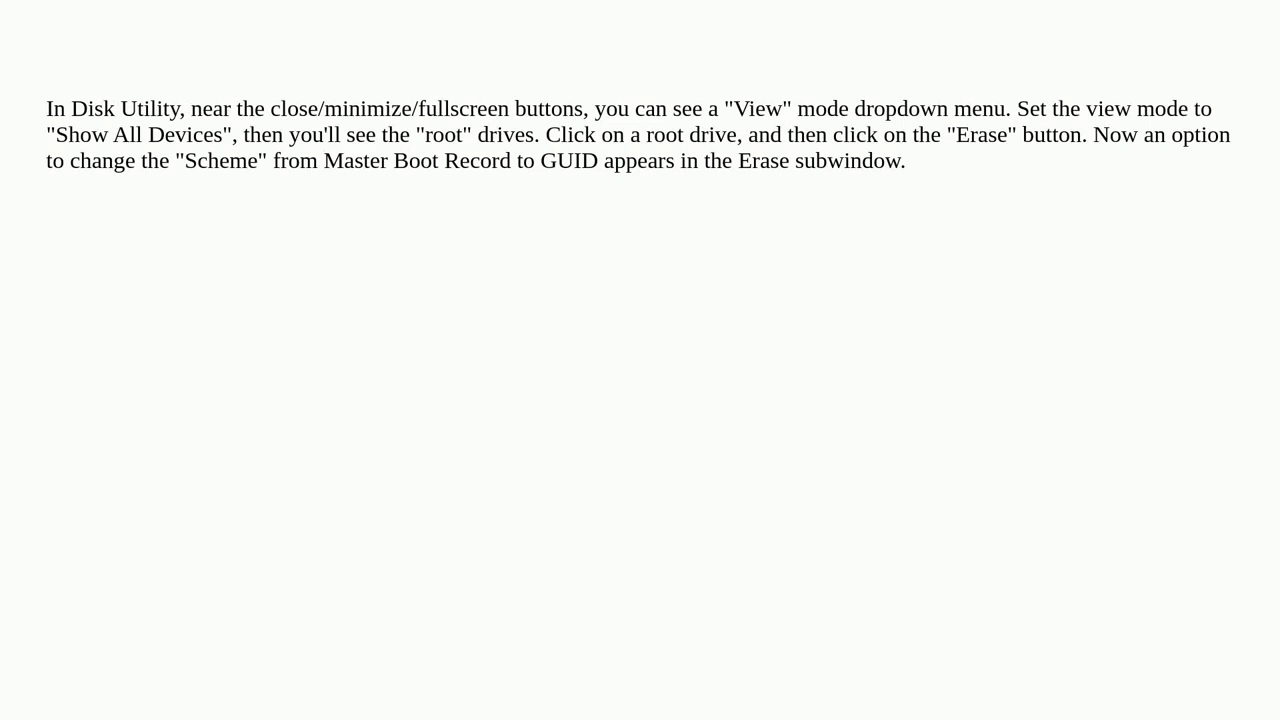 In Disk Utility, near the close/minimize/fullscreen buttons, you can see a "View" mode dropdown menu. Set the view mode to
"Show All Devices", then you'll see the "root" drives. Click on a root drive, and then click on the "Erase" button. Now an option
to change the "Scheme" from Master Boot Record to GUID appears in the Erase subwindow.